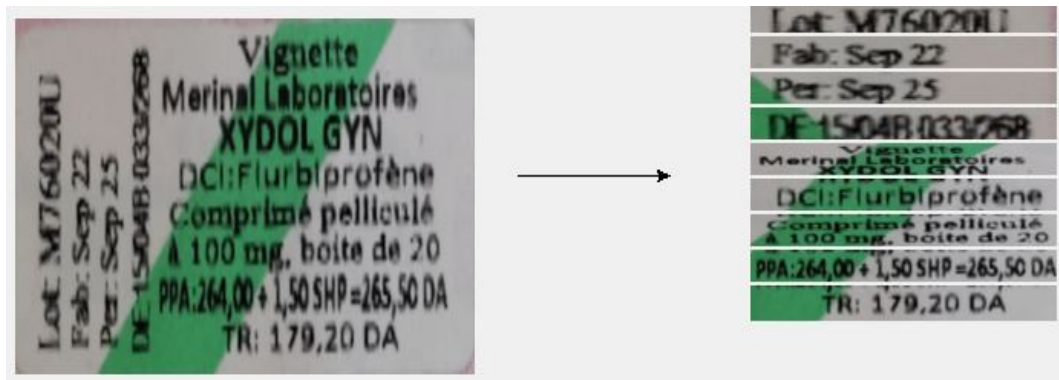 Lot: M76020U
Fab: Sep 22
Per: Sep 25
DE:15/04B 033/268
Vignette
Merinal Laboratoires
XYDOL GYN
DCI:Flurbiprofène
Comprimé pelliculé
à 100 mg, boite de 20
PPA:264,00 + 1,50 SHP =265,50 DA
TR: 179,20 DA
Lot: M76020U
Fab: Sep 22
Per: Sep 25
DE:15/04B 033/268
Vignette
Merinal Laboratoires
XYDOL GYN
DCI:Flurbiprofène
Comprimé pelliculé
à 100 mg, boite de 20
PPA:264,00 + 1,50 SHP =265,50 DA
TR: 179,20 DA